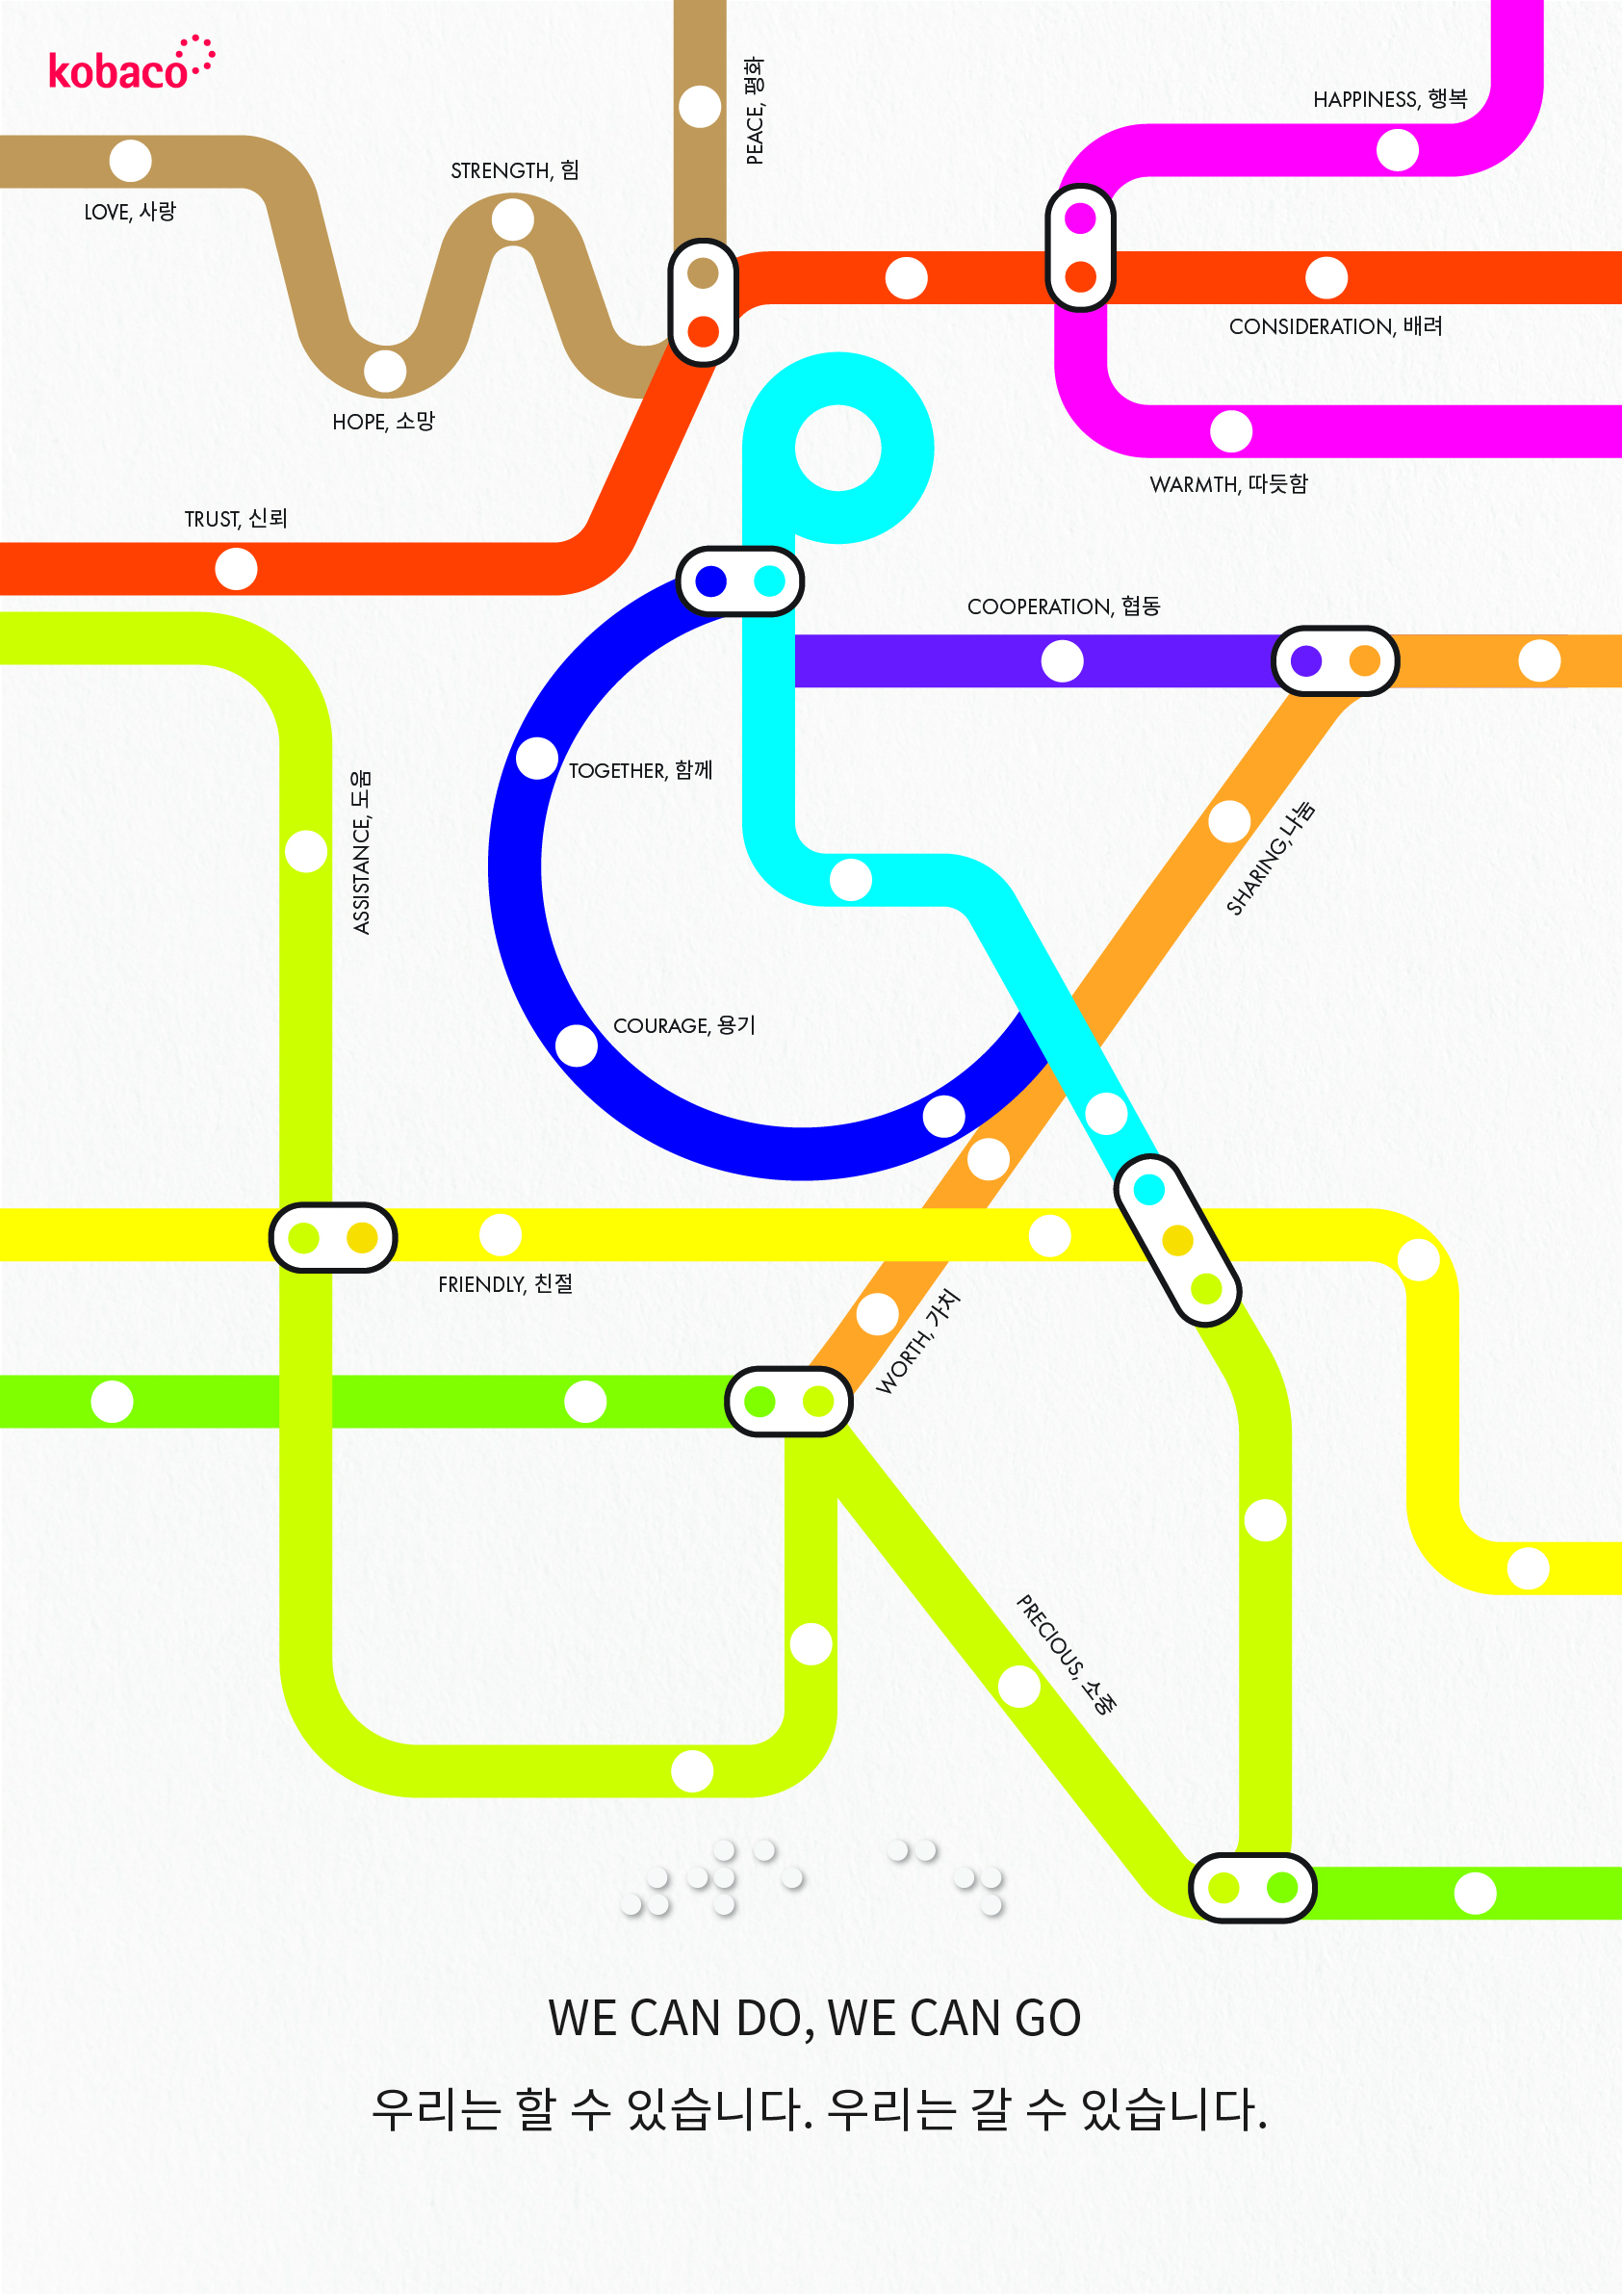 kobaco
PEACE, 평화
HAPPINESS, 행복
STRENGTH, 힘
LOVE, 사랑
CONSIDERATION, 배려
HOPE, 소망
WARMTH, 따듯함
TRUST, 신뢰
COOPERATION, 협동
TOGETHER, 함께
ASSISTANCE, 도움
SHARING,나눔
COURAGE, 용기
FRIENDLY, 친절
WORTH, 가치
PRECIOUS, 소중
WE CAN DO, WE CAN GO
우리는 할 수 있습니다. 우리는 갈 수 있습니다.